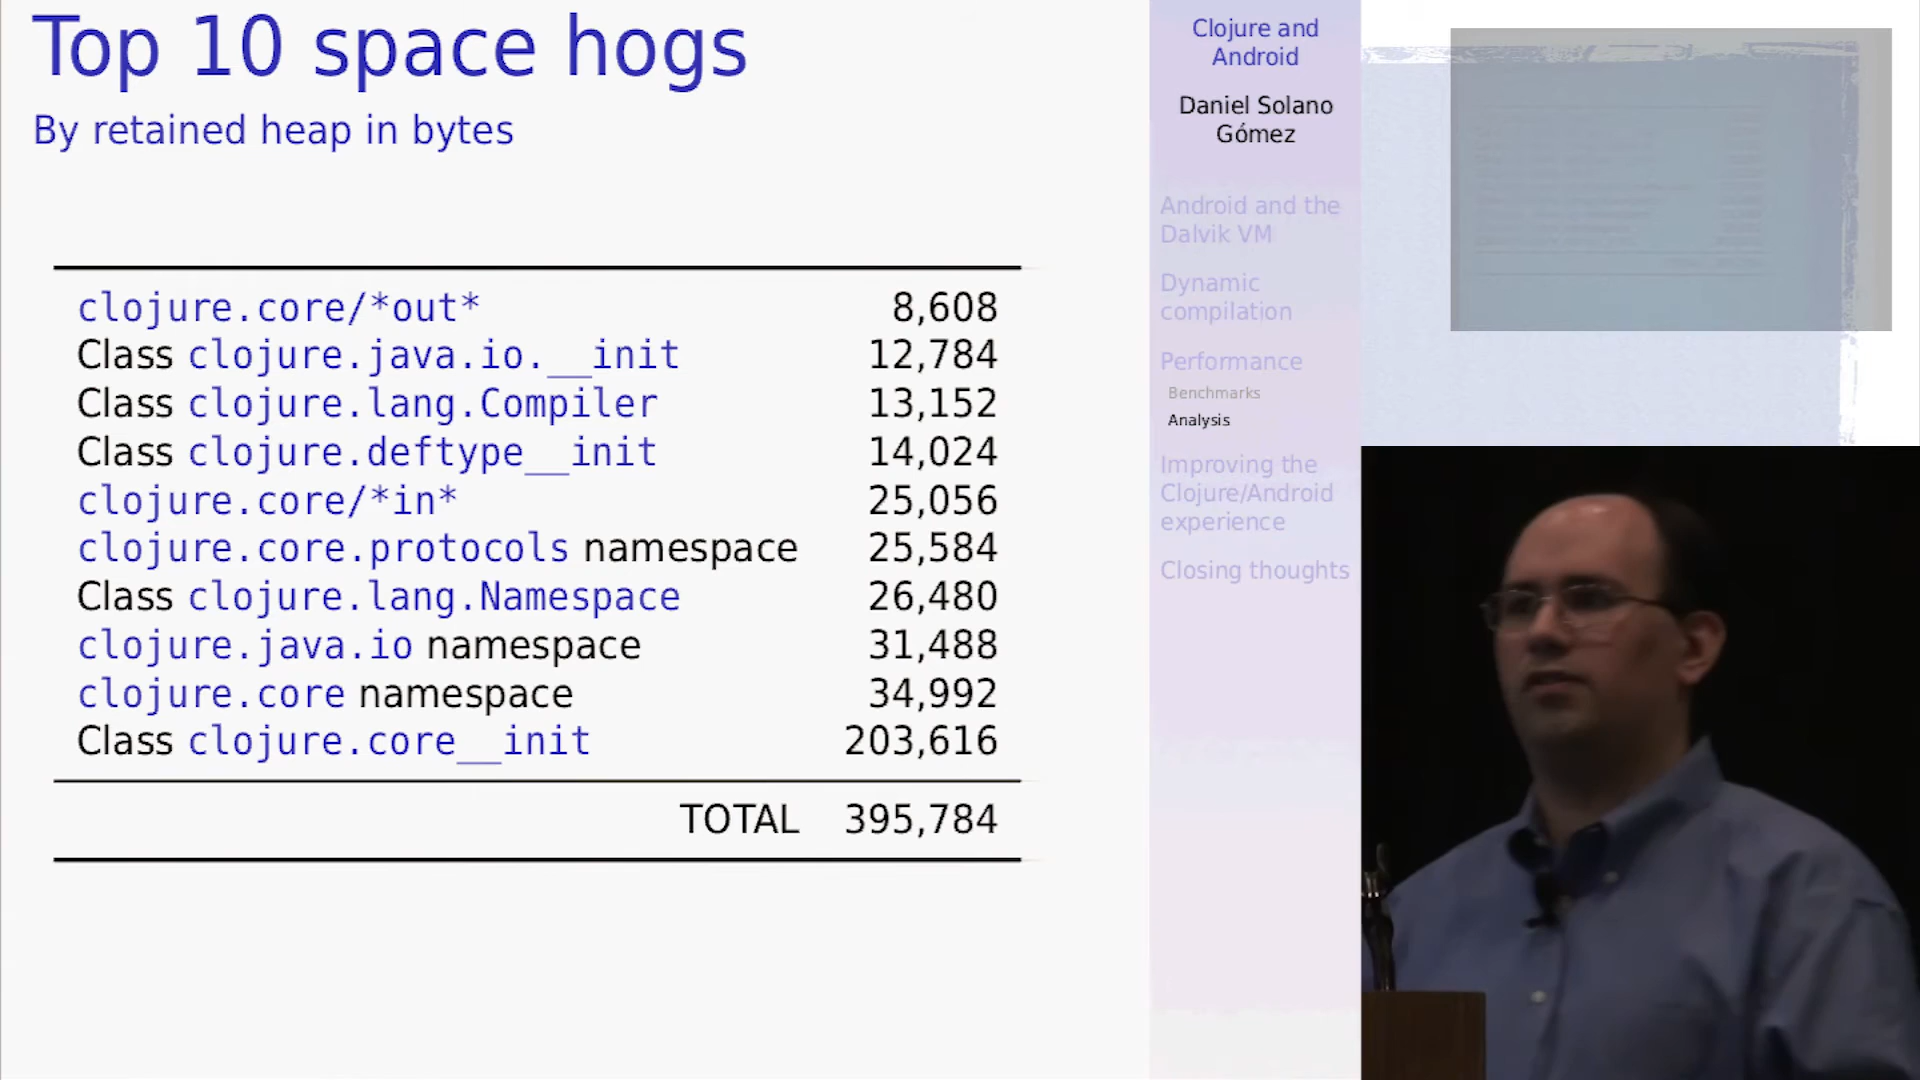 Top 10 space hogs
By retained heap in bytes
clojure.core/*out* 8,608
Class clojure.java.io.__init 12,784
Class clojure.lang.Compiler 13,152
Class clojure.deftype__init 14,024
clojure.core/*in* 25,056
clojure.core.protocols namespace 25,584
Class clojure.lang.Namespace 26,480
clojure.java.io namespace 31,488
clojure.core namespace 34,992
Class clojure.core__init 203,616
TOTAL 395,784
Clojure and
Android
Daniel Solano
Gómez
Android and the
Dalvik VM
Dynamic
compilation
Performance
Benchmarks
Analysis
Improving the
Clojure/Android
experience
Closing thoughts